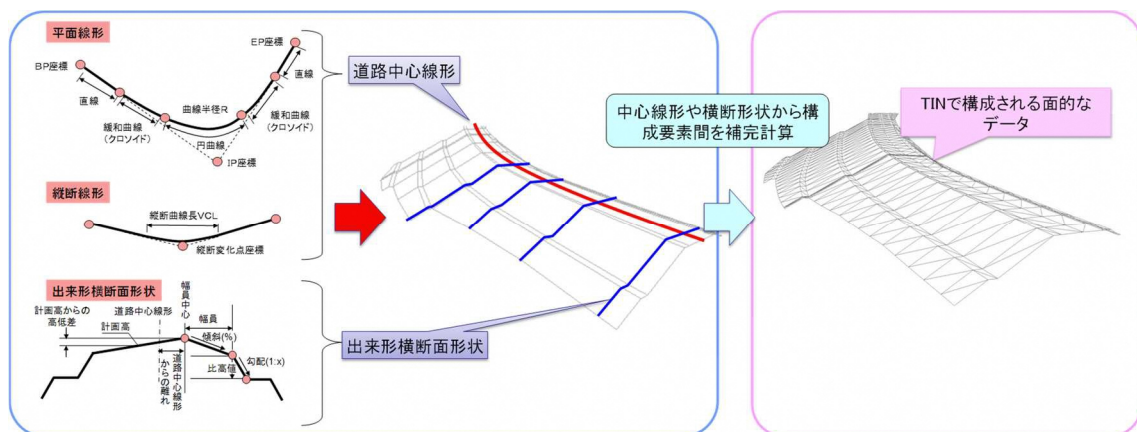 平面線形
EP座標
BP座標
直線
直線
曲線半径R
緩和曲線
(クロソイド)
緩和曲線
(クロソイド)
円曲線
IP座標
縦断線形
縦断曲線長VCL
縦断変化点座標
出来形横断面形状
幅員中心
計画高からの
高低差
道路中心線形
幅員
計画高
傾斜(%)
勾配(1:x)
比高値
道路中心線形
からの離れ
道路中心線形
出来形横断面形状
中心線形や横断形状から構
成要素間を補完計算
TINで構成される面的な
データ